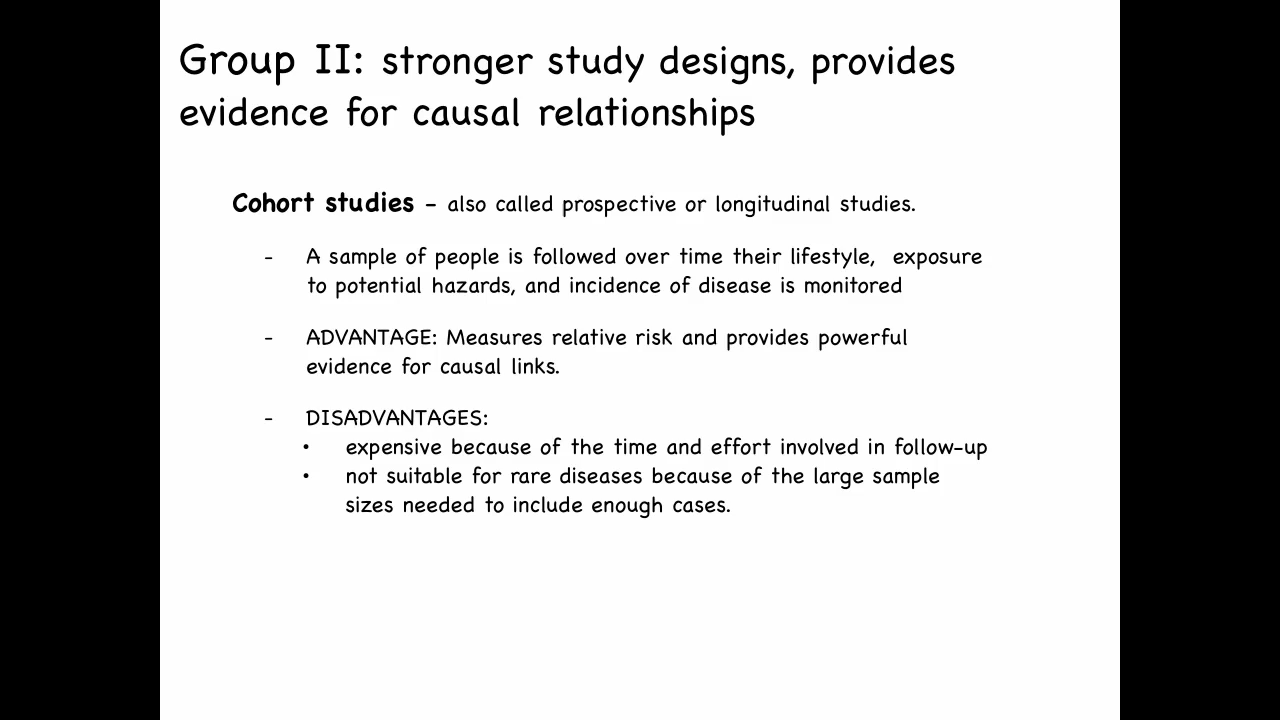 Group II: stronger study designs, provides
evidence for causal relationships
Cohort studies – also called prospective or longitudinal studies.
- A sample of people is followed over time their lifestyle, exposure
to potential hazards, and incidence of disease is monitored
- ADVANTAGE: Measures relative risk and provides powerful
evidence for causal links.
- DISADVANTAGES:
• expensive because of the time and effort involved in follow-up
• not suitable for rare diseases because of the large sample
sizes needed to include enough cases.